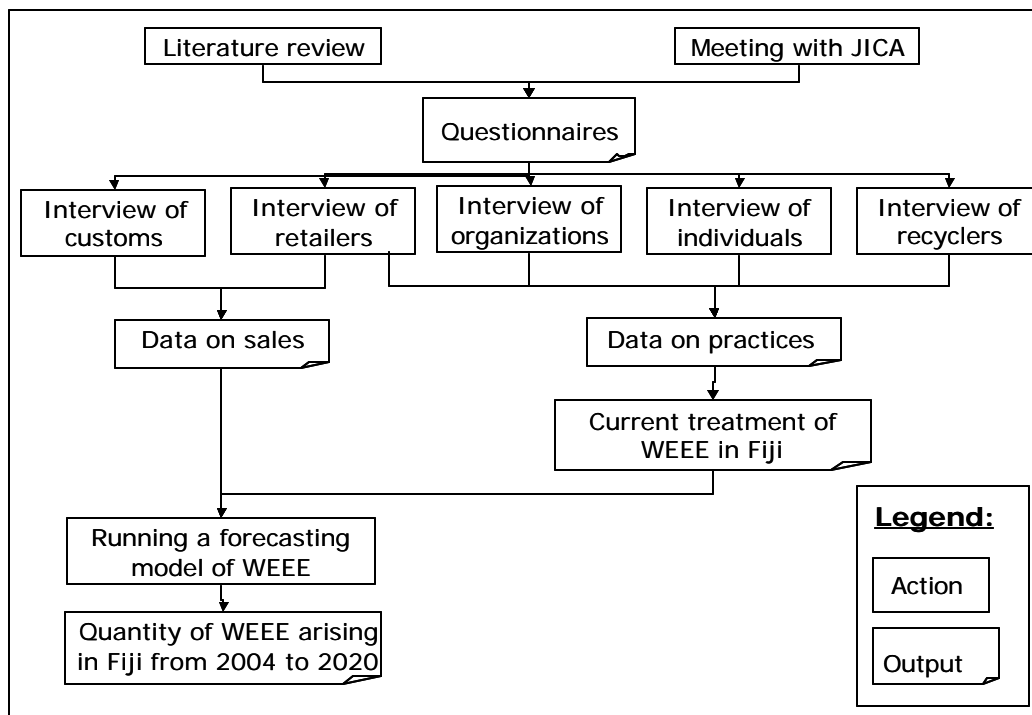 Literature review
Meeting with JICA
Questionnaires
Interview of
customs
Interview of
retailers
Interview of
organizations
Interview of
individuals
Interview of
recyclers
Data on sales
Data on practices
Current treatment of
WEEE in Fiji
Running a forecasting
model of WEEE
Quantity of WEEE arising
in Fiji from 2004 to 2020
Legend:
Action
Output